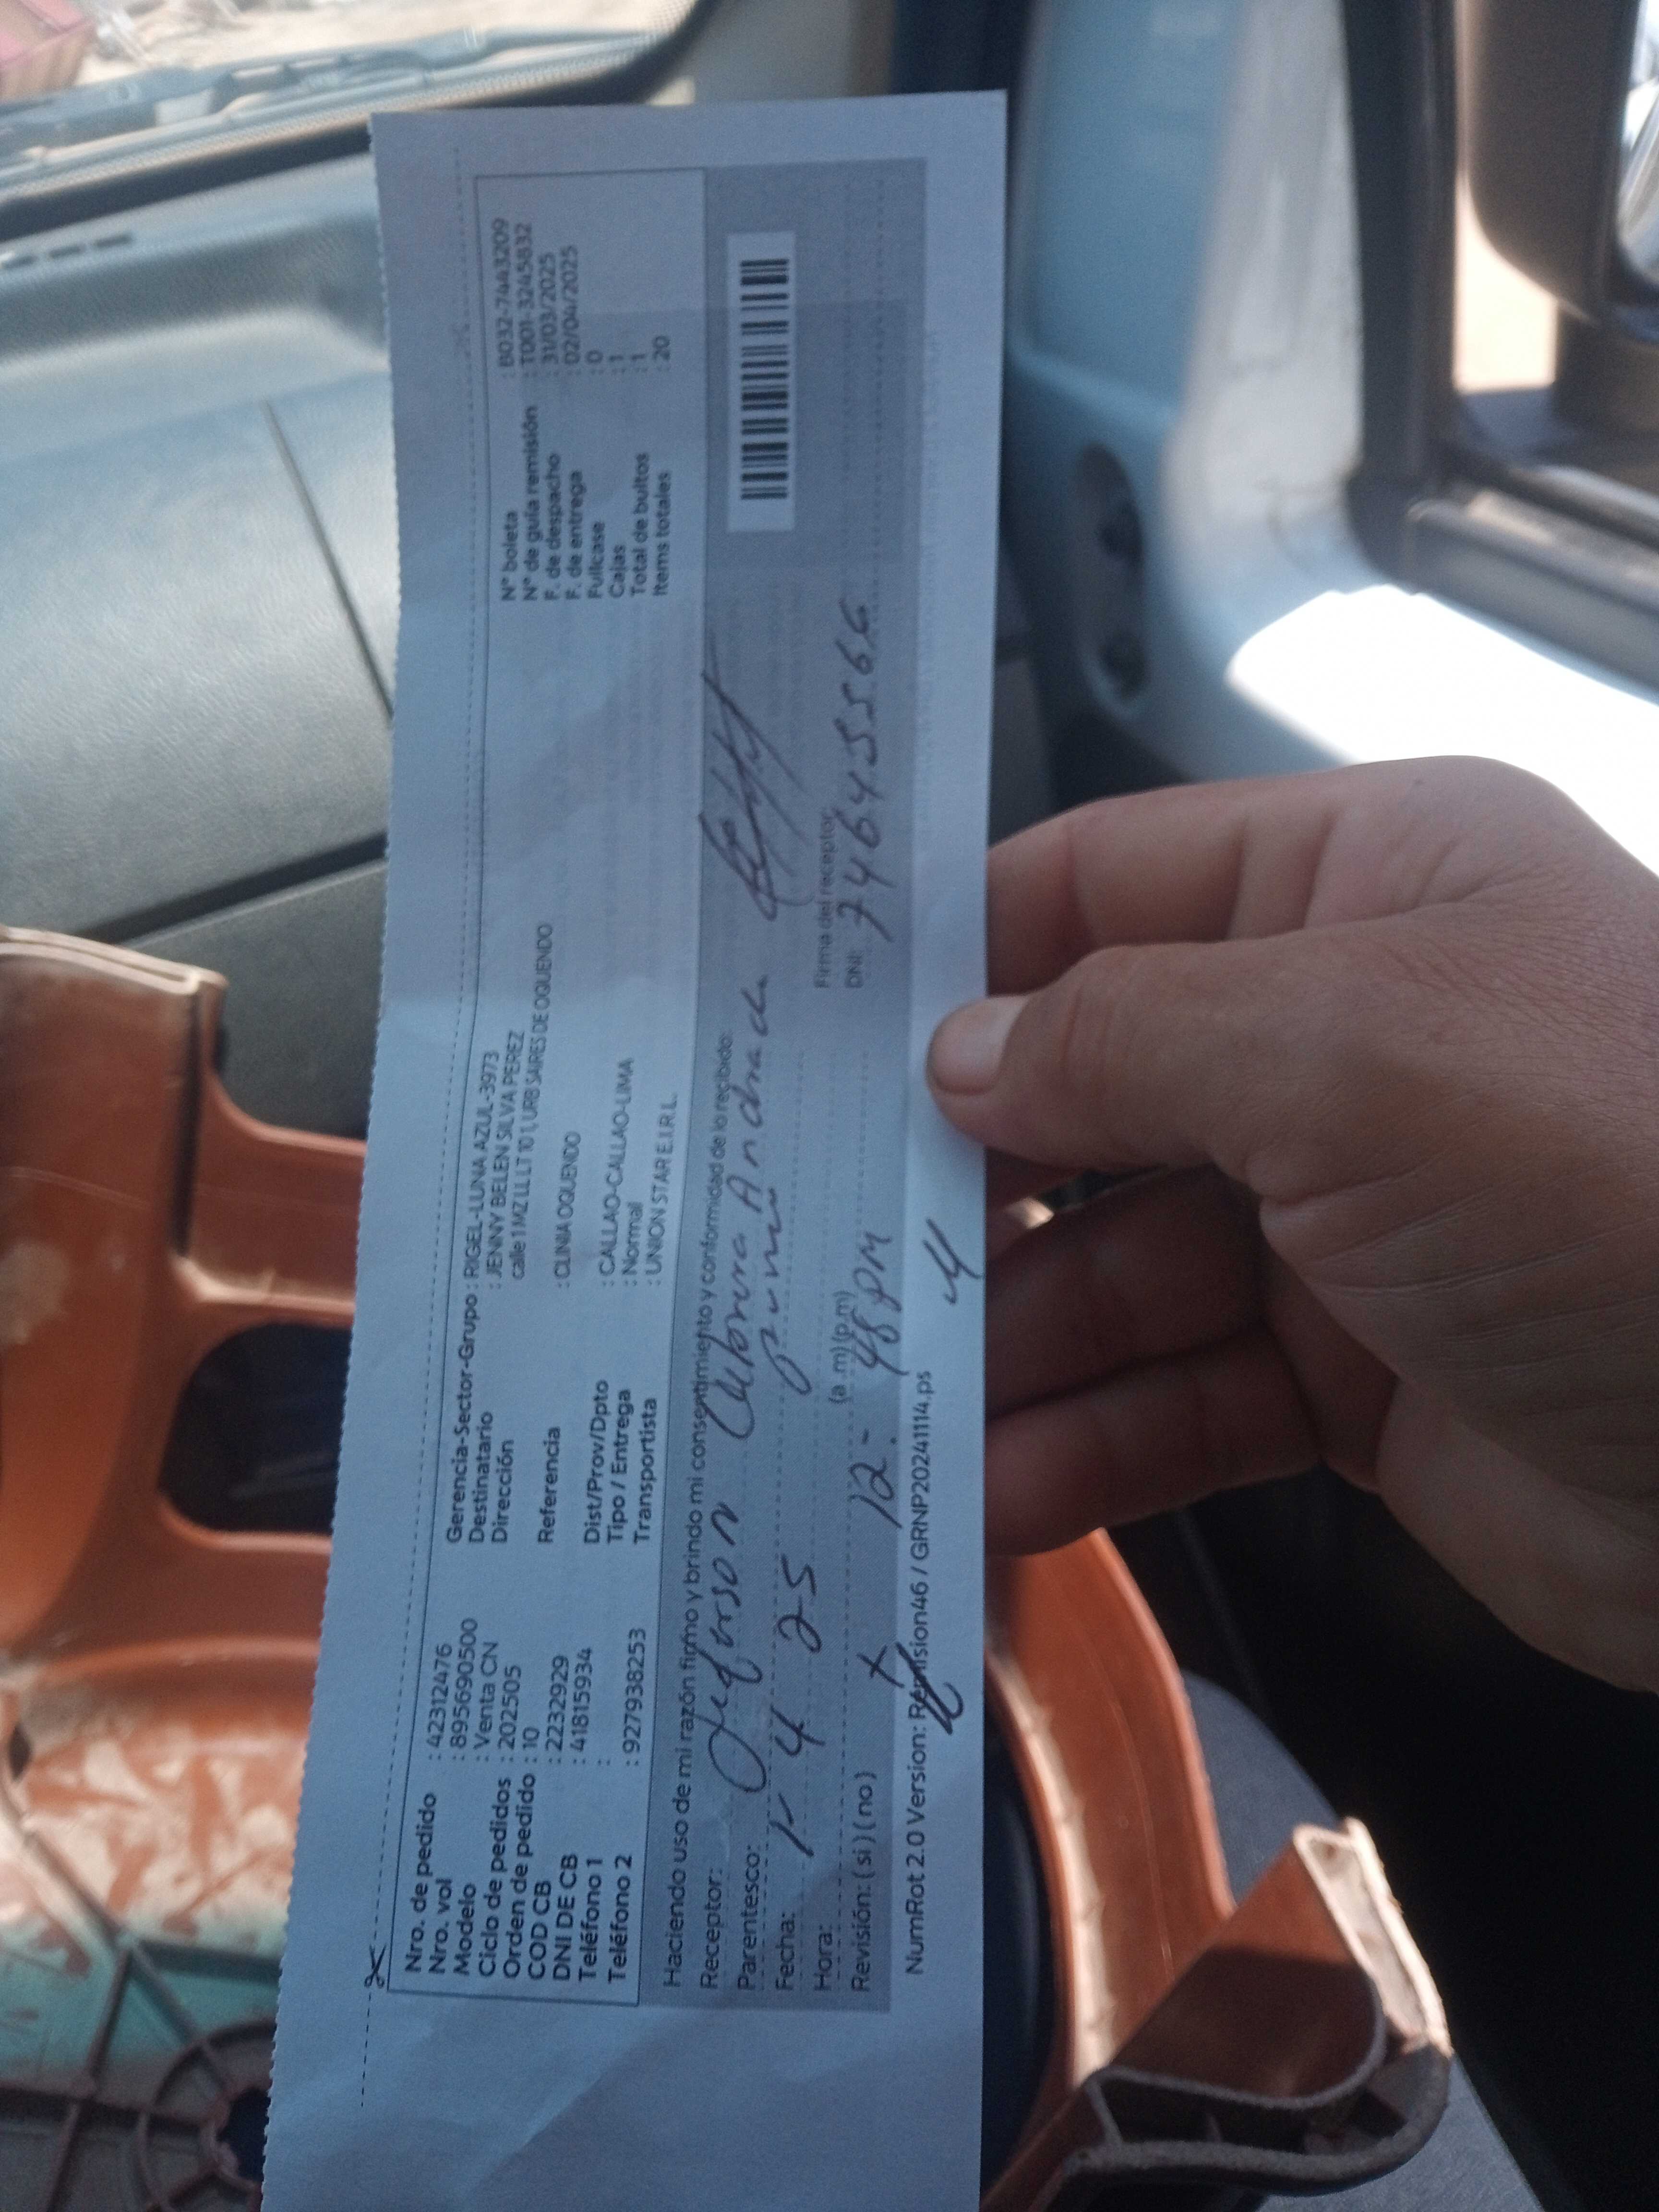 Nro. de pedido : 42312476
Nro. vol : 895690500
Modelo : Venta CN
Ciclo de pedidos : 202505
Orden de pedido : 10
COD CB : 2232929
DNI DE CB : 41815934
Teléfono 1 :
Teléfono 2 : 927938253
Gerencia-Sector-Grupo : RIGEL-LUNA AZUL-3973
Destinatario : JENNY BELEN SILVA PEREZ
Dirección calle 1 MZ LL LT 10 1, URB SAIRES DE OQUENDO
Referencia : CLINIA OQUENDO
Dist/Prov/Dpto : CALLAO-CALLAO-LIMA
Tipo / Entrega : Normal
Transportista : UNION STAR E.I.R.L.
N° boleta : B032-7443209
N° de guía remisión : T001-3245832
F. de despacho : 31/03/2025
F. de entrega : 02/04/2025
Fullcase : 0
Cajas : 1
Total de bultos : 1
Items totales : 20
Haciendo uso de mi razón firmo y brindo mi consentimiento y conformidad de lo recibido:
Receptor: Andrade
Parentesco:
Fecha: 4 25
Hora: 12:48 PM (a.m) (p.m)
Revisión: ( si ) ( no )
Firma del receptor
DNI: 74645566
NumRot 2.0 Version: Remision46 / GRNP20241114.ps